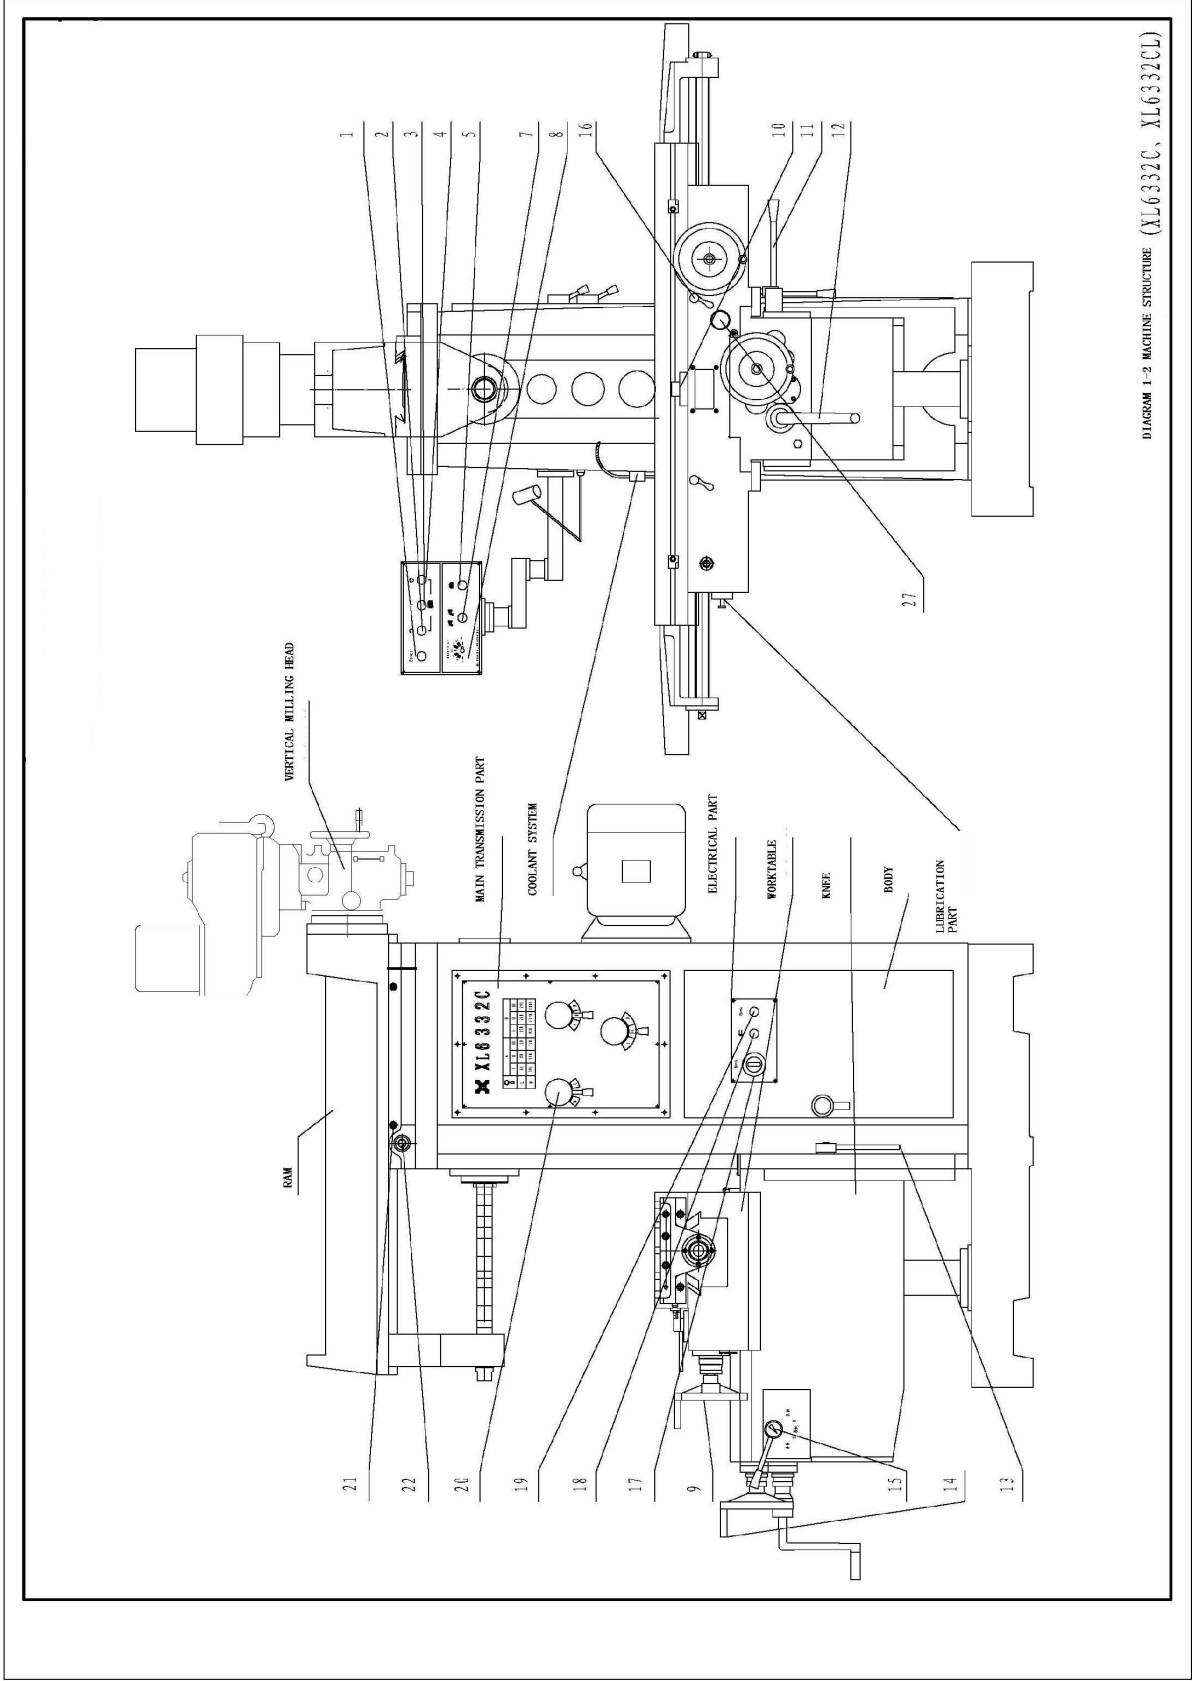 DIAGRAM 1-2 MACHINE STRUCTURE (XL6332C、XL6332CL)
1
2
3
4
5
7
8
16
10
11
12
27
VERTICAL MILLING HEAD
MAIN TRANSMISSION PART
COOLANT SYSTEM
ELECTRICAL PART
WORKTABLE
KNEE
BODY
LUBRICATION
PART
RAM
XL6332C
21
22
20
19
18
17
9
15
14
13